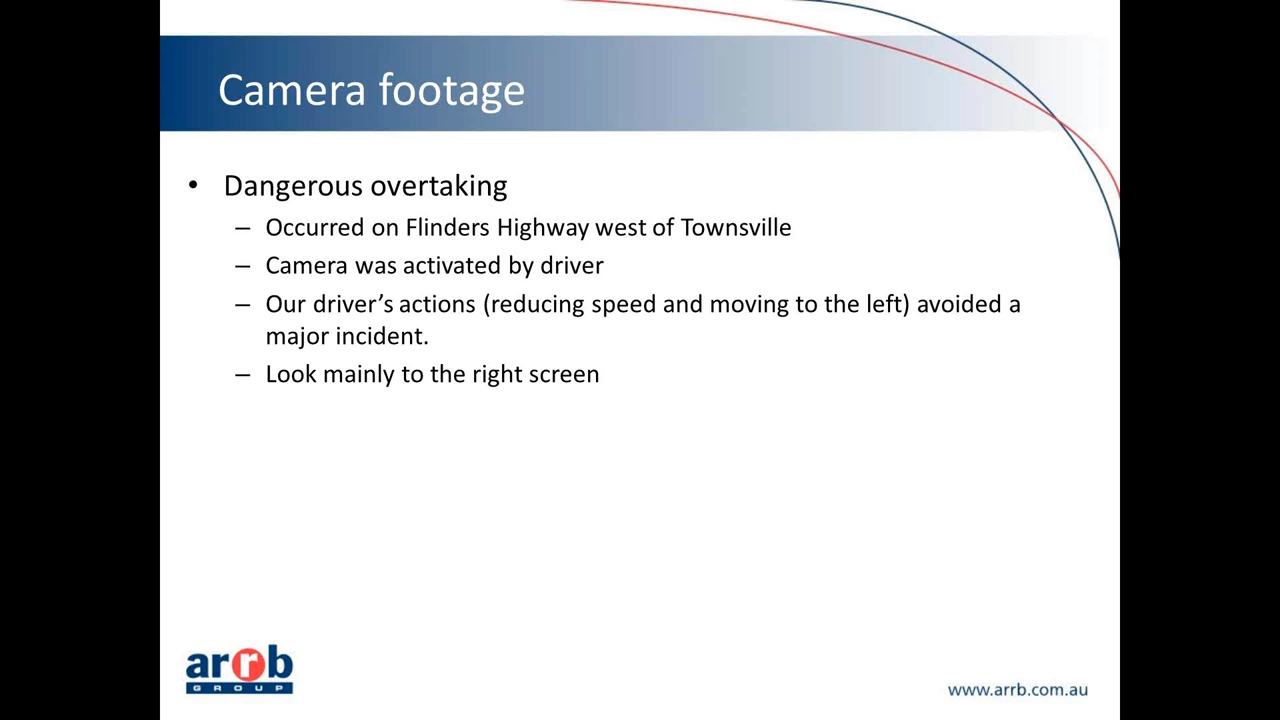 Camera footage
• Dangerous overtaking
– Occurred on Flinders Highway west of Townsville
– Camera was activated by driver
– Our driver’s actions (reducing speed and moving to the left) avoided a
major incident.
– Look mainly to the right screen
arrb
GROUP
www.arrb.com.au